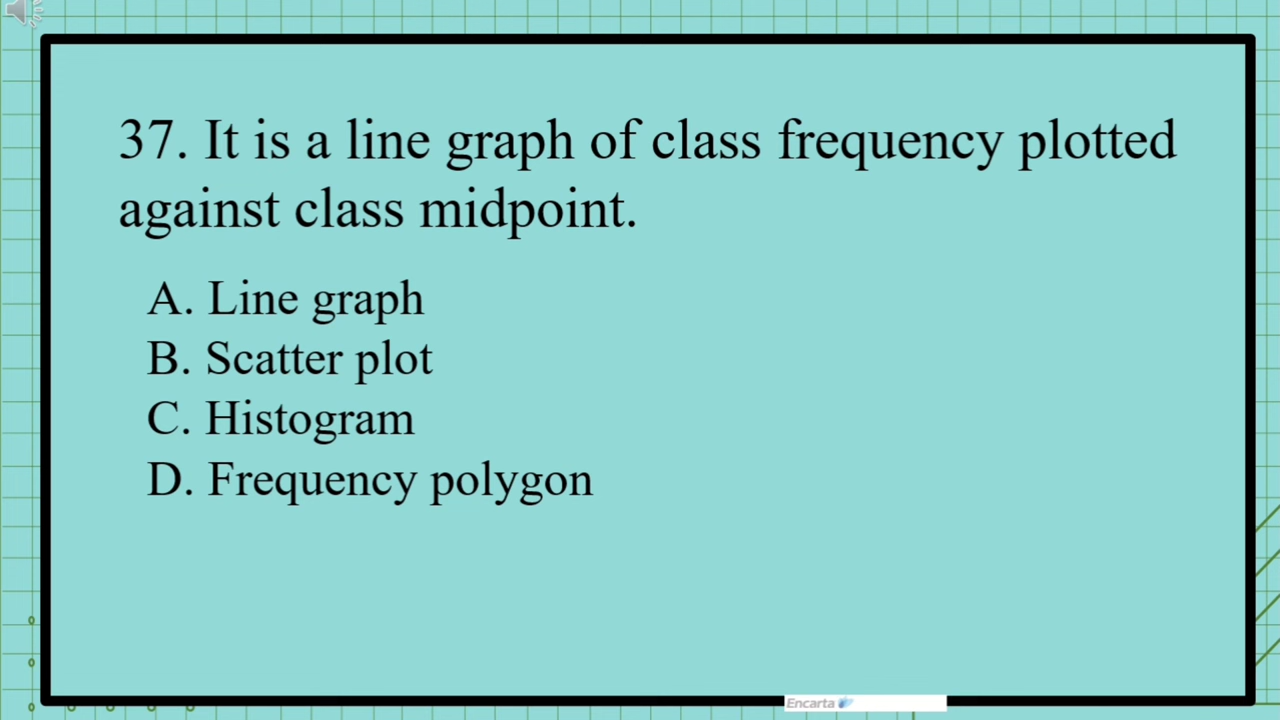 37. It is a line graph of class frequency plotted
against class midpoint.
A. Line graph
B. Scatter plot
C. Histogram
D. Frequency polygon
Encarta